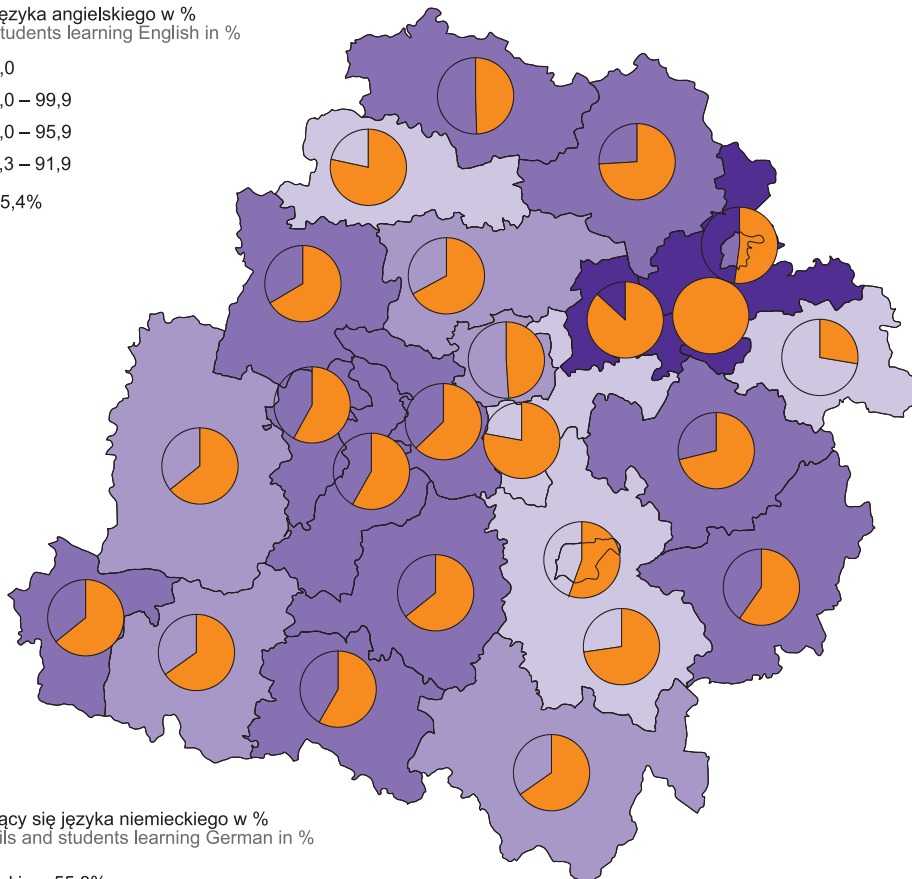 języka angielskiego w %
students learning English in %
,0
,0 – 99,9
,0 – 95,9
,3 – 91,9
5,4%
ący się języka niemieckiego w %
ils and students learning German in %